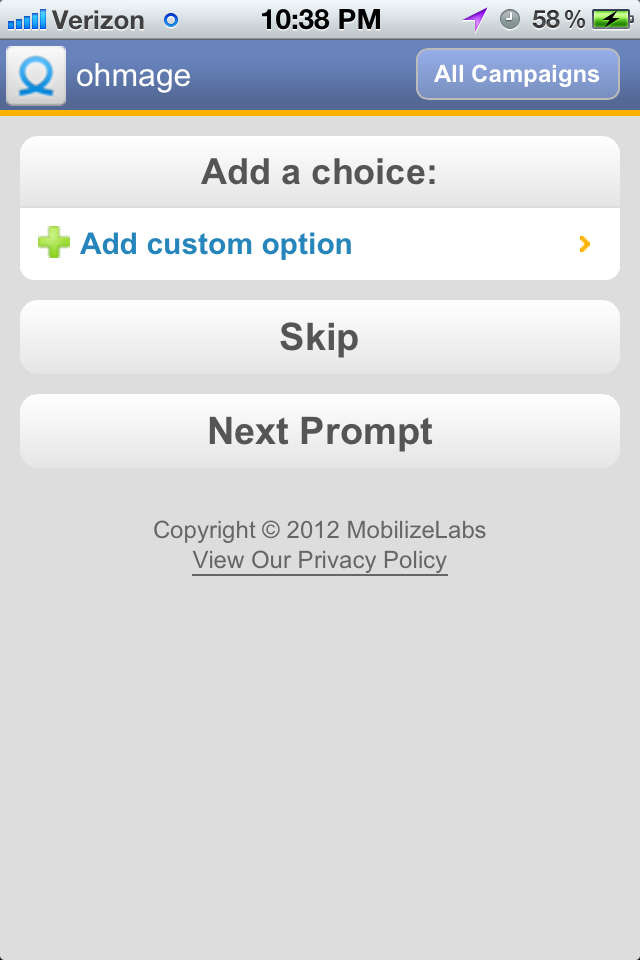 Verizon 10:38 PM 58 %
ohmage All Campaigns
Add a choice:
Add custom option
Skip
Next Prompt
Copyright © 2012 MobilizeLabs
View Our Privacy Policy